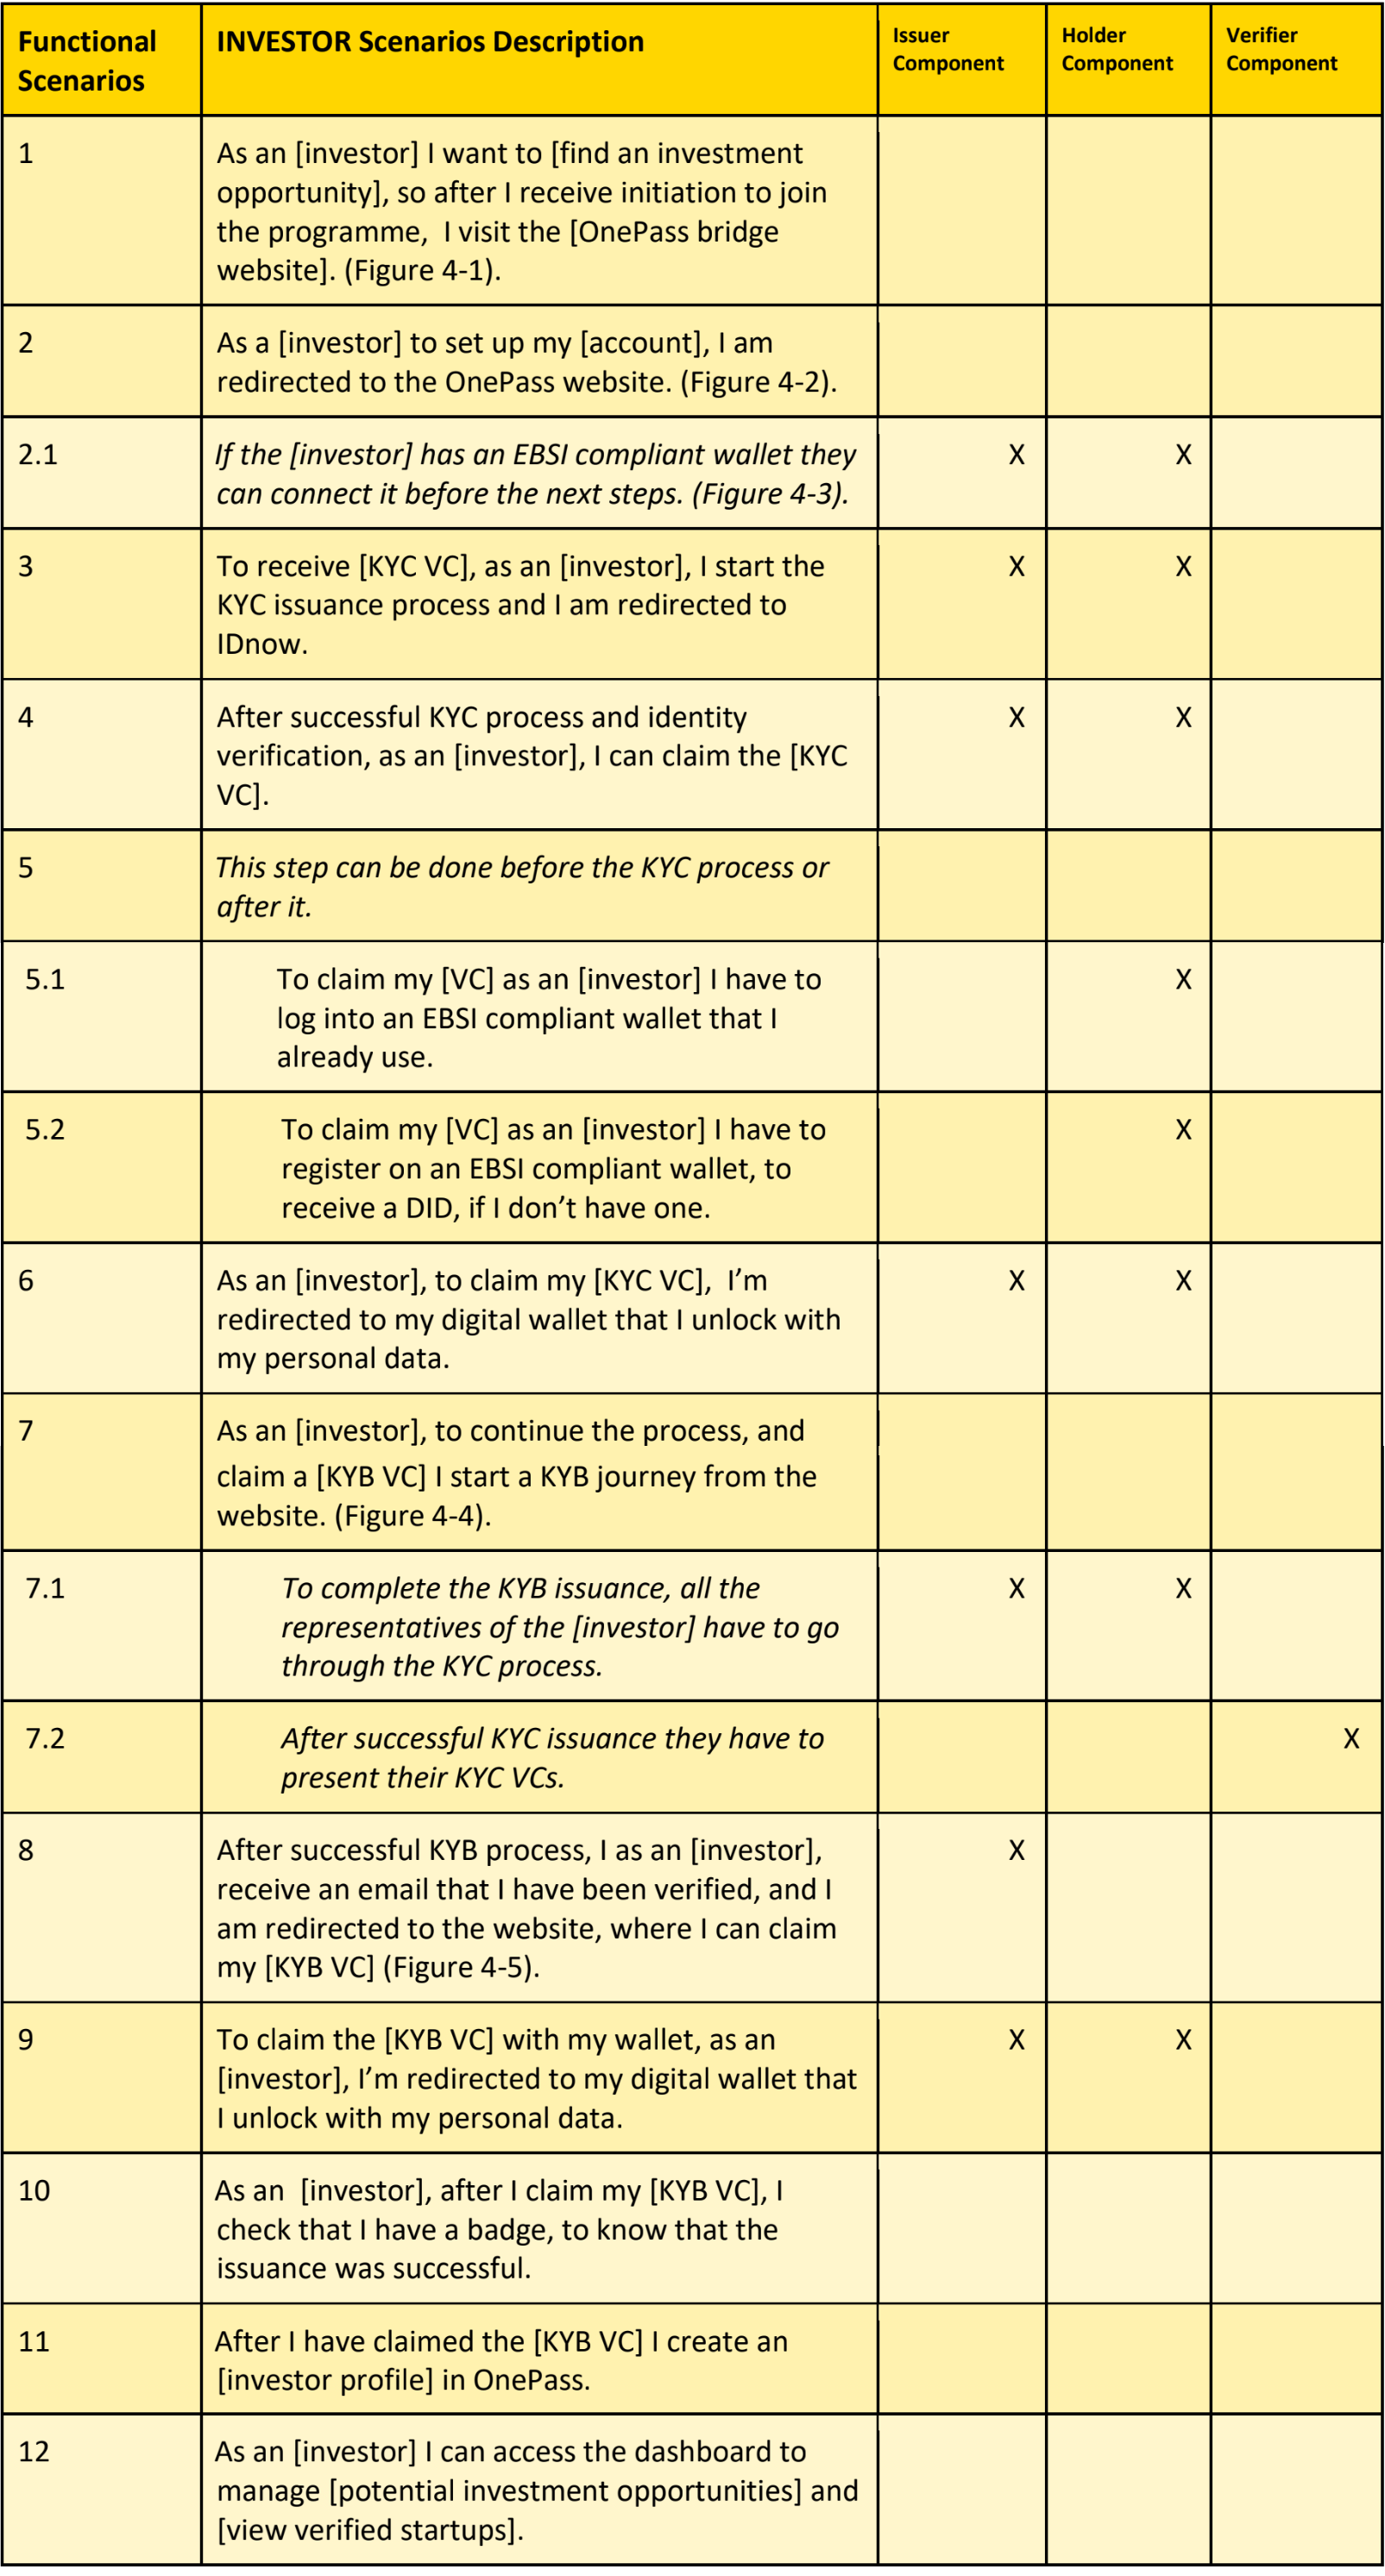 Functional Scenarios
INVESTOR Scenarios Description
Issuer Component
Holder Component
Verifier Component
1
As an [investor] I want to [find an investment
opportunity], so after I receive initiation to join
the programme,  I visit the [OnePass bridge
website]. (Figure 4-1).
2
As a [investor] to set up my [account], I am
redirected to the OnePass website. (Figure 4-2).
2.1
If the [investor] has an EBSI compliant wallet they
can connect it before the next steps. (Figure 4-3).
X
X
3
To receive [KYC VC], as an [investor], I start the
KYC issuance process and I am redirected to
IDnow.
X
X
4
After successful KYC process and identity
verification, as an [investor], I can claim the [KYC
VC].
X
X
5
This step can be done before the KYC process or
after it.
5.1
To claim my [VC] as an [investor] I have to
log into an EBSI compliant wallet that I
already use.
X
5.2
To claim my [VC] as an [investor] I have to
register on an EBSI compliant wallet, to
receive a DID, if I don’t have one.
X
6
As an [investor], to claim my [KYC VC],  I’m
redirected to my digital wallet that I unlock with
my personal data.
X
X
7
As an [investor], to continue the process, and
claim a [KYB VC] I start a KYB journey from the
website. (Figure 4-4).
7.1
To complete the KYB issuance, all the
representatives of the [investor] have to go
through the KYC process.
X
X
7.2
After successful KYC issuance they have to
present their KYC VCs.
X
8
After successful KYB process, I as an [investor],
receive an email that I have been verified, and I
am redirected to the website, where I can claim
my [KYB VC] (Figure 4-5).
X
9
To claim the [KYB VC] with my wallet, as an
[investor], I’m redirected to my digital wallet that
I unlock with my personal data.
X
X
10
As an  [investor], after I claim my [KYB VC], I
check that I have a badge, to know that the
issuance was successful.
11
After I have claimed the [KYB VC] I create an
[investor profile] in OnePass.
12
As an [investor] I can access the dashboard to
manage [potential investment opportunities] and
[view verified startups].